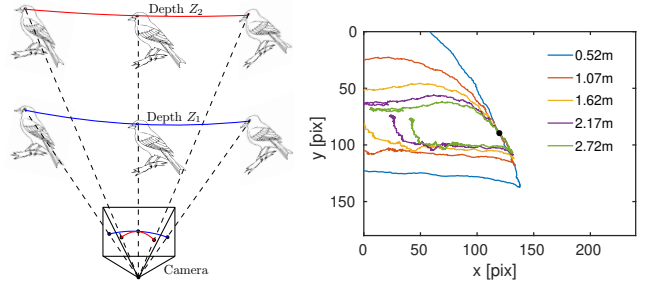 Depth Z₂
Depth Z₁
Camera
0
50
100
150
y [pix]
0
50
100
150
200
x [pix]
0.52m
1.07m
1.62m
2.17m
2.72m